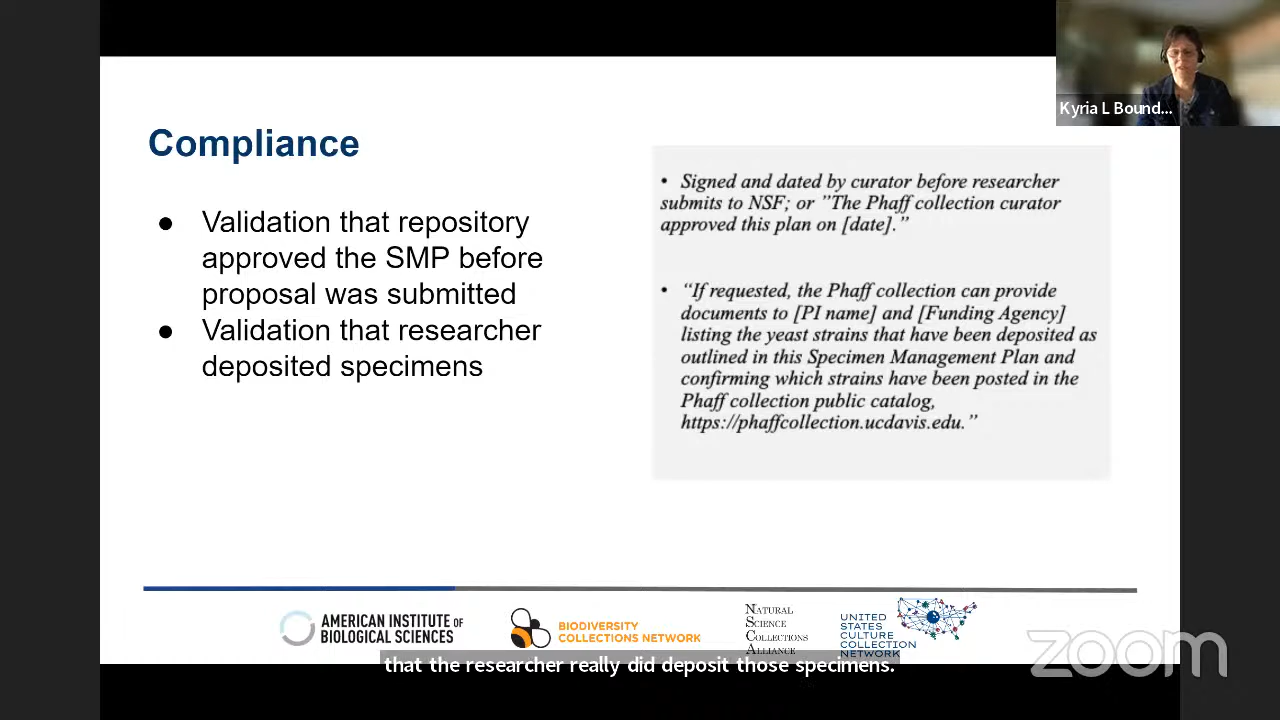 Kyria L Bound...
Compliance
● Validation that repository
approved the SMP before
proposal was submitted
● Validation that researcher
deposited specimens
• Signed and dated by curator before researcher
submits to NSF; or ”The Phaff collection curator
approved this plan on [date].”
• “If requested, the Phaff collection can provide
documents to [PI name] and [Funding Agency]
listing the yeast strains that have been deposited as
outlined in this Specimen Management Plan and
confirming which strains have been posted in the
Phaff collection public catalog,
https://phaffcollection.ucdavis.edu.”
AMERICAN INSTITUTE of
BIOLOGICAL SCIENCES
BIODIVERSITY
COLLECTIONS NETWORK
NATURAL
SCIENCE
COLLECTIONS
ALLIANCE
UNITED
STATES
CULTURE
COLLECTION
NETWORK
zoom
that the researcher really did deposit those specimens.